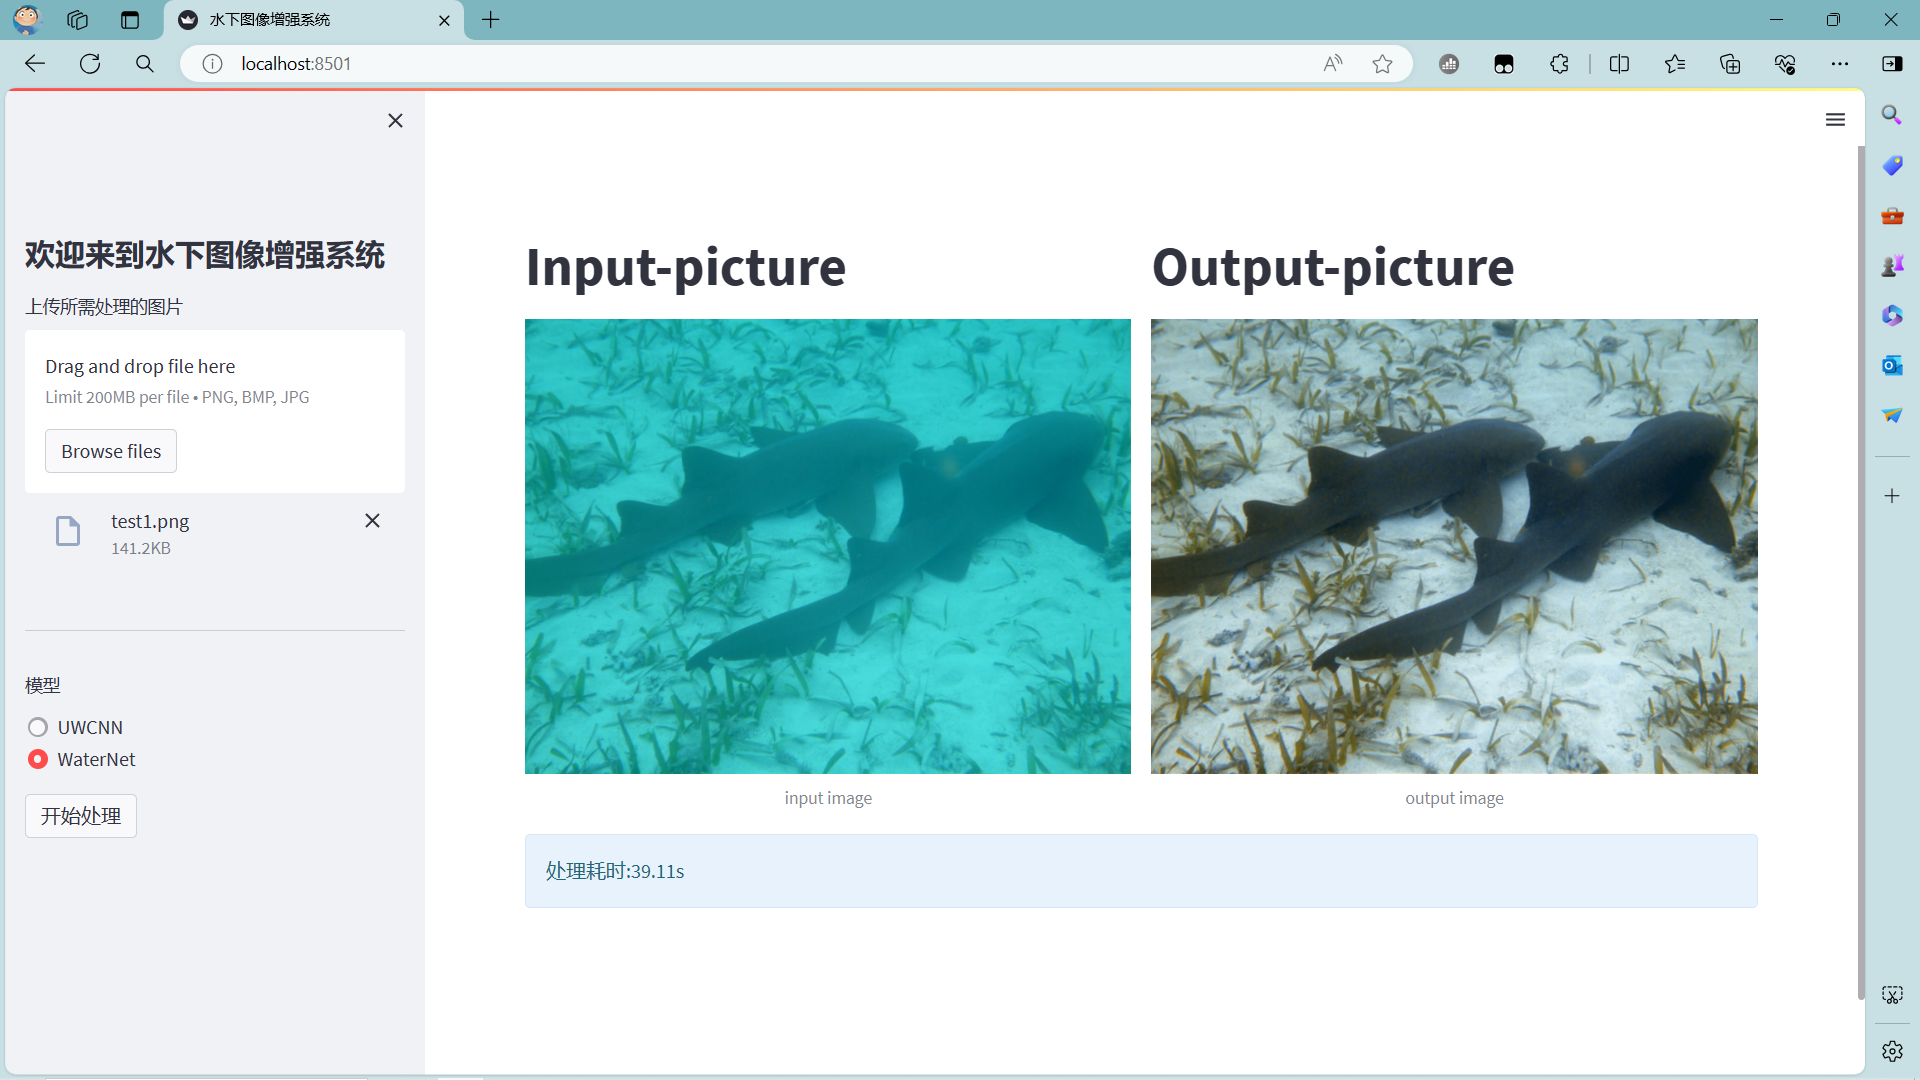 水下图像增强系统
localhost:8501
欢迎来到水下图像增强系统
上传所需处理的图片
Drag and drop file here
Limit 200MB per file • PNG, BMP, JPG
Browse files
test1.png
141.2KB
模型
UWCNN
WaterNet
开始处理
Input-picture
Output-picture
input image
output image
处理耗时:39.11s